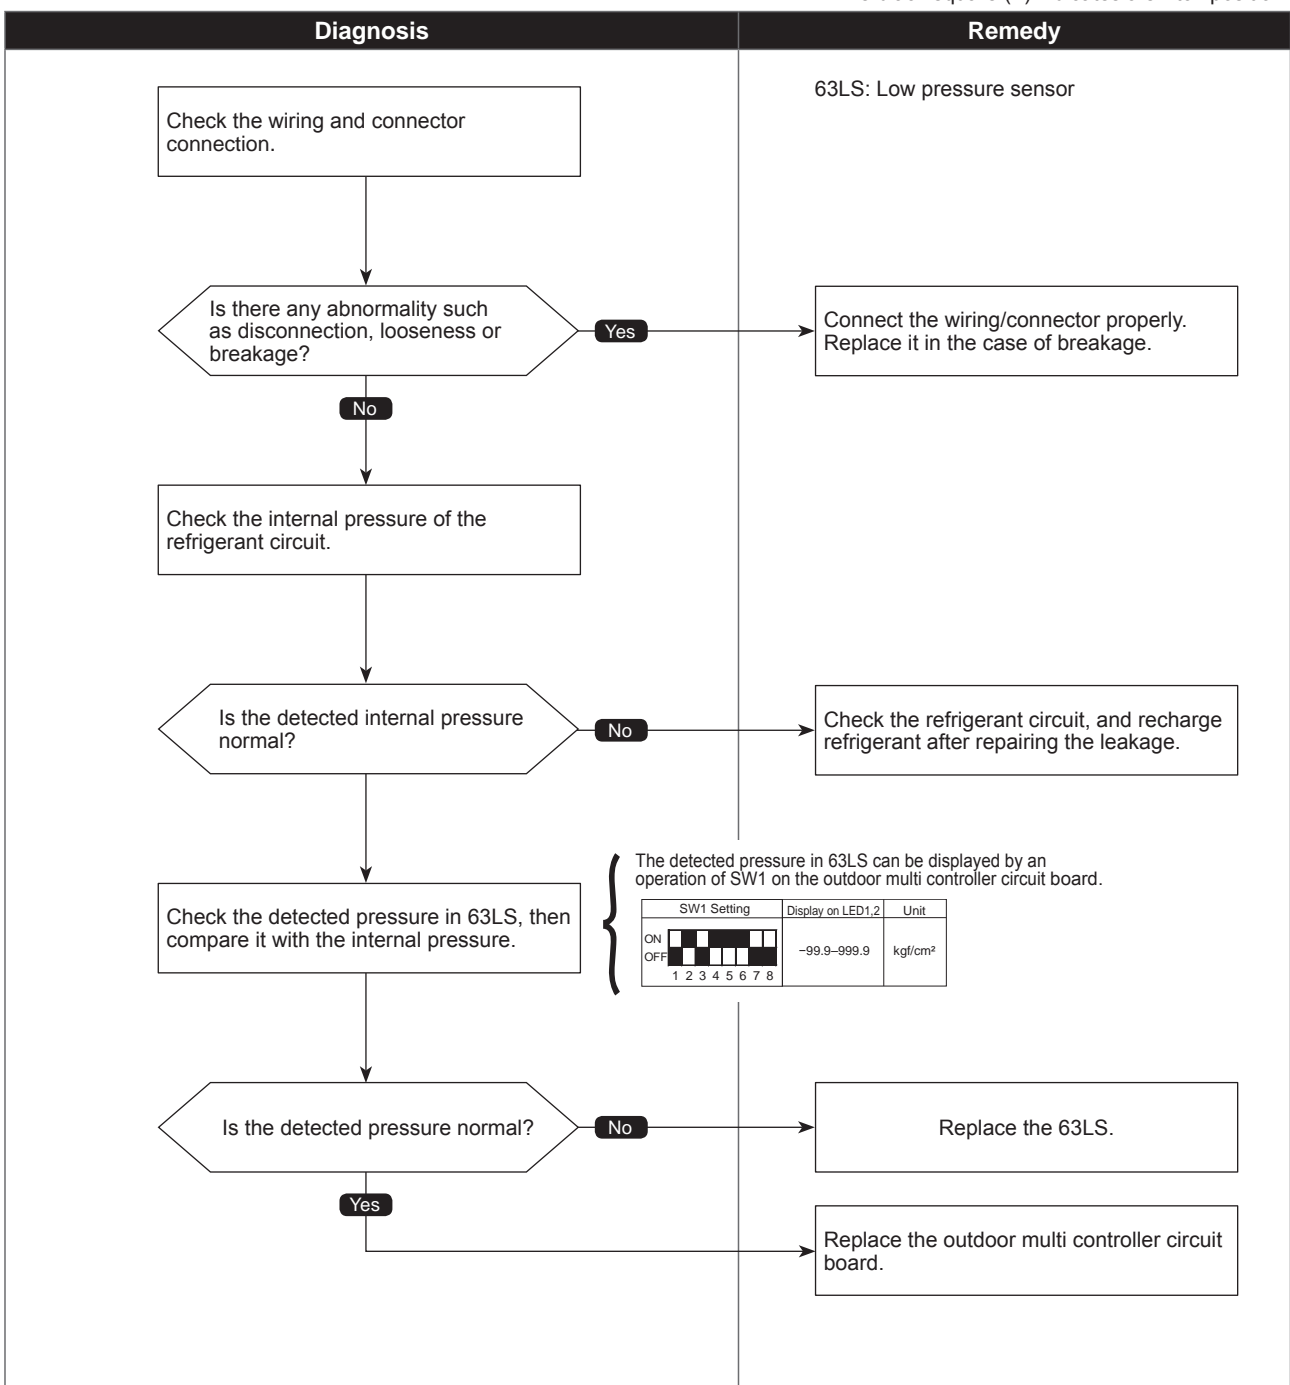 Diagnosis
Remedy
63LS: Low pressure sensor
Check the wiring and connector
connection.
Is there any abnormality such
as disconnection, looseness or
breakage?
Yes
Connect the wiring/connector properly.
Replace it in the case of breakage.
No
Check the internal pressure of the
refrigerant circuit.
Is the detected internal pressure
normal?
No
Check the refrigerant circuit, and recharge
refrigerant after repairing the leakage.
Check the detected pressure in 63LS, then
compare it with the internal pressure.
The detected pressure in 63LS can be displayed by an
operation of SW1 on the outdoor multi controller circuit board.
SW1 Setting
Display on LED1,2
Unit
ON
OFF
1 2 3 4 5 6 7 8
−99.9–999.9
kgf/cm²
Is the detected pressure normal?
No
Replace the 63LS.
Yes
Replace the outdoor multi controller circuit
board.